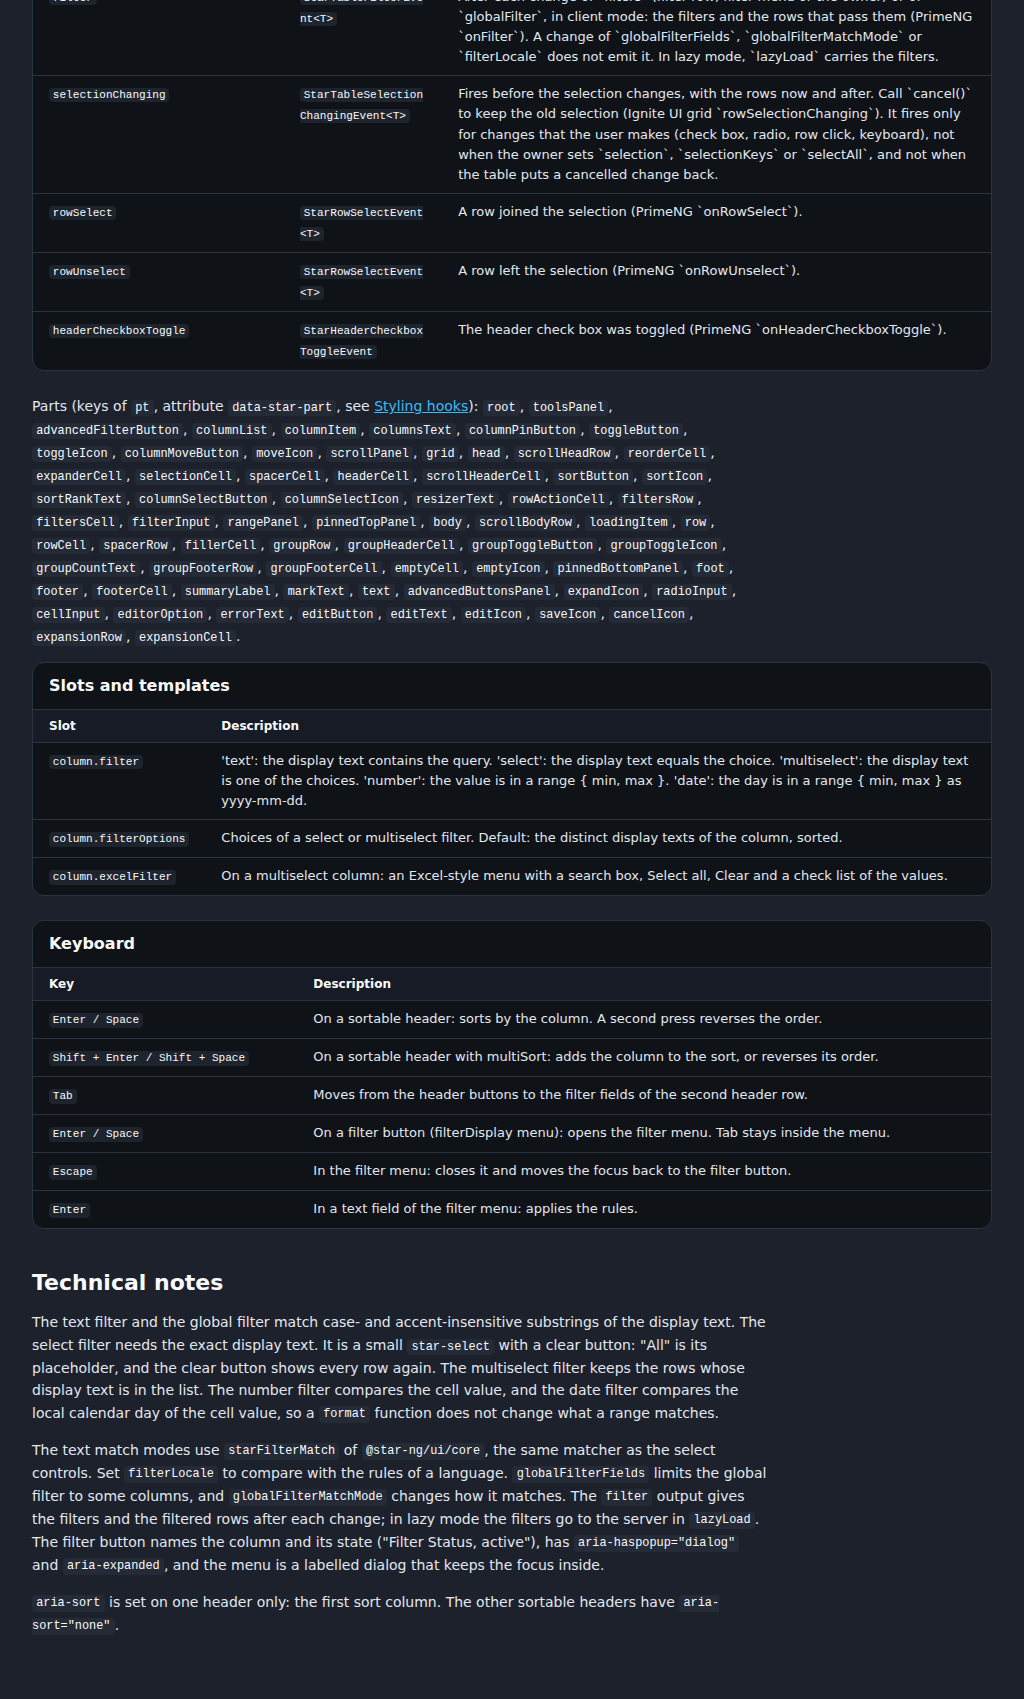 nt<T>
`globalFilter`, in client mode: the filters and the rows that pass them (PrimeNG
`onFilter`). A change of `globalFilterFields`, `globalFilterMatchMode` or
`filterLocale` does not emit it. In lazy mode, `lazyLoad` carries the filters.
selectionChanging
StarTableSelection
ChangingEvent<T>
Fires before the selection changes, with the rows now and after. Call `cancel()`
to keep the old selection (Ignite UI grid `rowSelectionChanging`). It fires only
for changes that the user makes (check box, radio, row click, keyboard), not
when the owner sets `selection`, `selectionKeys` or `selectAll`, and not when
the table puts a cancelled change back.
rowSelect
StarRowSelectEvent
<T>
A row joined the selection (PrimeNG `onRowSelect`).
rowUnselect
StarRowSelectEvent
<T>
A row left the selection (PrimeNG `onRowUnselect`).
headerCheckboxToggle
StarHeaderCheckbox
ToggleEvent
The header check box was toggled (PrimeNG `onHeaderCheckboxToggle`).
Parts (keys of pt, attribute data-star-part, see Styling hooks): root, toolsPanel,
advancedFilterButton, columnList, columnItem, columnsText, columnPinButton, toggleButton,
toggleIcon, columnMoveButton, moveIcon, scrollPanel, grid, head, scrollHeadRow, reorderCell,
expanderCell, selectionCell, spacerCell, headerCell, scrollHeaderCell, sortButton, sortIcon,
sortRankText, columnSelectButton, columnSelectIcon, resizerText, rowActionCell, filtersRow,
filtersCell, filterInput, rangePanel, pinnedTopPanel, body, scrollBodyRow, loadingItem, row,
rowCell, spacerRow, fillerCell, groupRow, groupHeaderCell, groupToggleButton, groupToggleIcon,
groupCountText, groupFooterRow, groupFooterCell, emptyCell, emptyIcon, pinnedBottomPanel, foot,
footer, footerCell, summaryLabel, markText, text, advancedButtonsPanel, expandIcon, radioInput,
cellInput, editorOption, errorText, editButton, editText, editIcon, saveIcon, cancelIcon,
expansionRow, expansionCell.
Slots and templates
Slot Description
column.filter
'text': the display text contains the query. 'select': the display text equals the choice. 'multiselect': the display text
is one of the choices. 'number': the value is in a range { min, max }. 'date': the day is in a range { min, max } as
yyyy-mm-dd.
column.filterOptions Choices of a select or multiselect filter. Default: the distinct display texts of the column, sorted.
column.excelFilter On a multiselect column: an Excel-style menu with a search box, Select all, Clear and a check list of the values.
Keyboard
Key Description
Enter / Space On a sortable header: sorts by the column. A second press reverses the order.
Shift + Enter / Shift + Space On a sortable header with multiSort: adds the column to the sort, or reverses its order.
Tab Moves from the header buttons to the filter fields of the second header row.
Enter / Space On a filter button (filterDisplay menu): opens the filter menu. Tab stays inside the menu.
Escape In the filter menu: closes it and moves the focus back to the filter button.
Enter In a text field of the filter menu: applies the rules.
Technical notes
The text filter and the global filter match case- and accent-insensitive substrings of the display text. The
select filter needs the exact display text. It is a small star-select with a clear button: "All" is its
placeholder, and the clear button shows every row again. The multiselect filter keeps the rows whose
display text is in the list. The number filter compares the cell value, and the date filter compares the
local calendar day of the cell value, so a format function does not change what a range matches.
The text match modes use starFilterMatch of @star-ng/ui/core, the same matcher as the select
controls. Set filterLocale to compare with the rules of a language. globalFilterFields limits the global
filter to some columns, and globalFilterMatchMode changes how it matches. The filter output gives
the filters and the filtered rows after each change; in lazy mode the filters go to the server in lazyLoad.
The filter button names the column and its state ("Filter Status, active"), has aria-haspopup="dialog"
and aria-expanded, and the menu is a labelled dialog that keeps the focus inside.
aria-sort is set on one header only: the first sort column. The other sortable headers have aria-
sort="none".